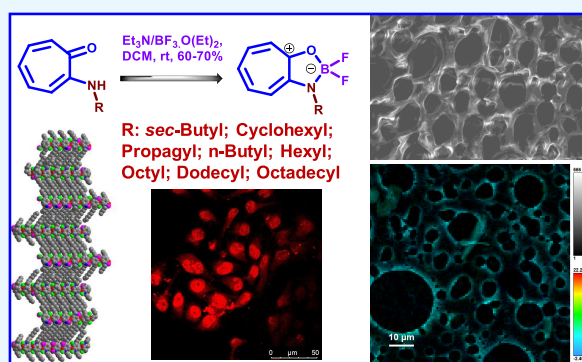 Et₃N/BF₃.O(Et)₂,
DCM, rt, 60-70%
O
NH
R
⊕
O
F
⊖
B
F
N
R
R: sec-Butyl; Cyclohexyl;
Propagyl; n-Butyl; Hexyl;
Octyl; Dodecyl; Octadecyl
0 µm 50
10 µm
1